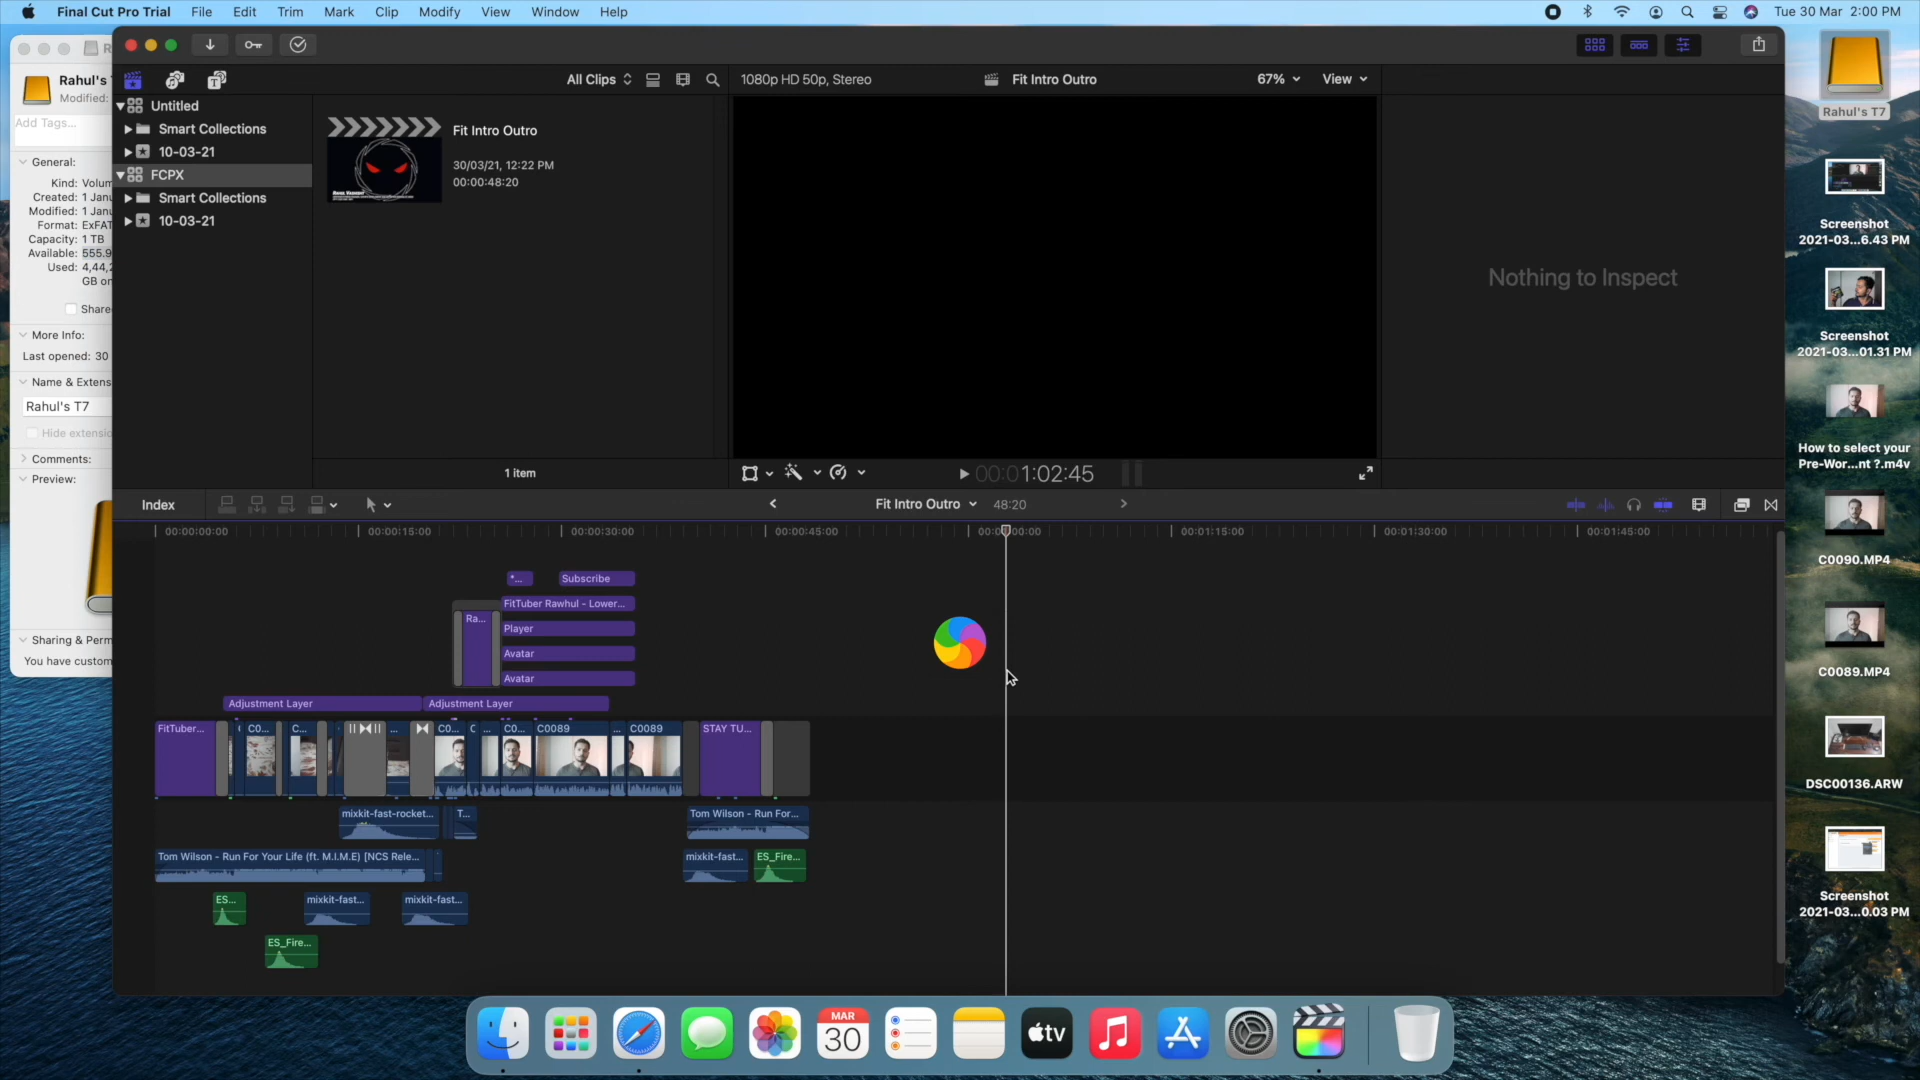 Final Cut Pro Trial File Edit Trim Mark Clip Modify View Window Help
Tue 30 Mar 2:00 PM
Rahul's
Modified:
Add Tags...
General:
Kind: Volum
Created: 1 Janu
Modified: 1 Janu
Format: ExFAT
Capacity: 1 TB
Available: 555.9
Used: 4,44,2
GB on
Share
More Info:
Last opened: 30
Name & Extens
Rahul's T7
Hide extensio
Comments:
Preview:
Sharing & Perm
You have custom
Untitled
Smart Collections
10-03-21
FCPX
Smart Collections
10-03-21
All Clips
Fit Intro Outro
30/03/21, 12:22 PM
00:00:48:20
1 item
1080p HD 50p, Stereo
Fit Intro Outro
67%
View
Nothing to Inspect
00:01:02:45
Index
Fit Intro Outro
48:20
00:00:00:00
00:00:15:00
00:00:30:00
00:00:45:00
00:01:15:00
00:01:30:00
00:01:45:00
*...
Subscribe
FitTuber Rawhul - Lower...
Ra...
Player
Avatar
Avatar
Adjustment Layer
Adjustment Layer
FitTuber...
C0...
C...
...
C0...
C
...
C0...
C0089
...
C0089
STAY TU...
mixkit-fast-rocket...
T...
Tom Wilson - Run For...
Tom Wilson - Run For Your Life (ft. M.I.M.E) [NCS Rele...
mixkit-fast...
ES_Fire...
ES...
mixkit-fast...
mixkit-fast...
ES_Fire...
Rahul's T7
Screenshot
2021-03...6.43 PM
Screenshot
2021-03...01.31 PM
How to select your
Pre-Wor...nt ?.m4v
C0090.MP4
C0089.MP4
DSC00136.ARW
Screenshot
2021-03...0.03 PM
MAR
30
tv